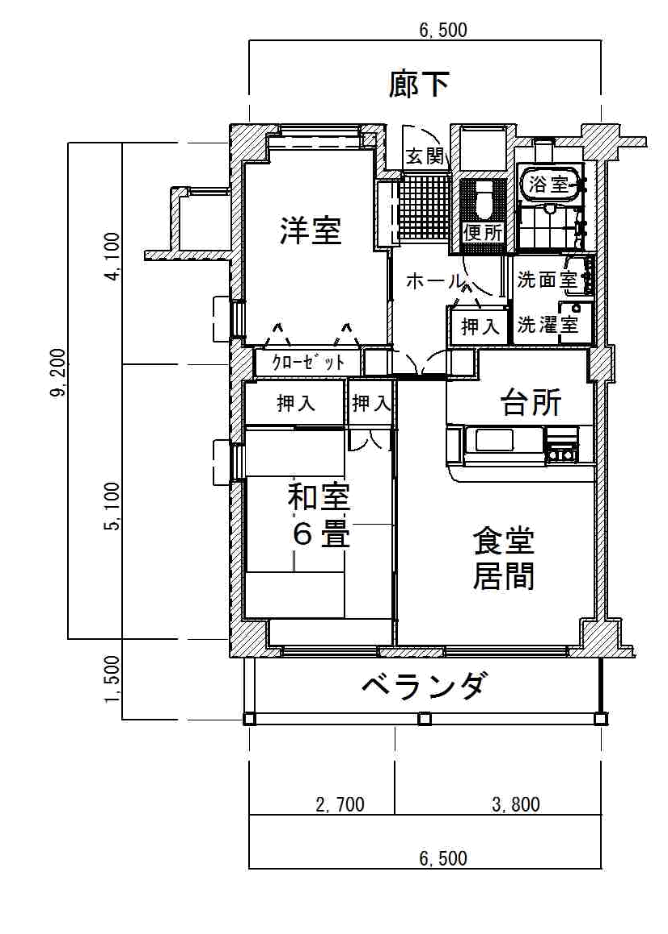 6,500
廊下
玄関
浴室
便所
洋室
4,100
ホール
洗面室
押入
洗濯室
9,200
クローゼット
押入
押入
台所
和室
６畳
5,100
食堂
居間
1,500
ベランダ
2,700
3,800
6,500